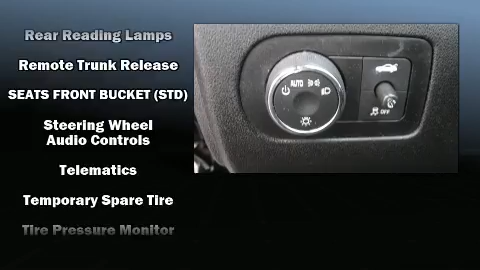 Rear Reading Lamps
Remote Trunk Release
SEATS FRONT BUCKET (STD)
Steering Wheel
Audio Controls
Telematics
Temporary Spare Tire
Tire Pressure Monitor
AUTO
OFF